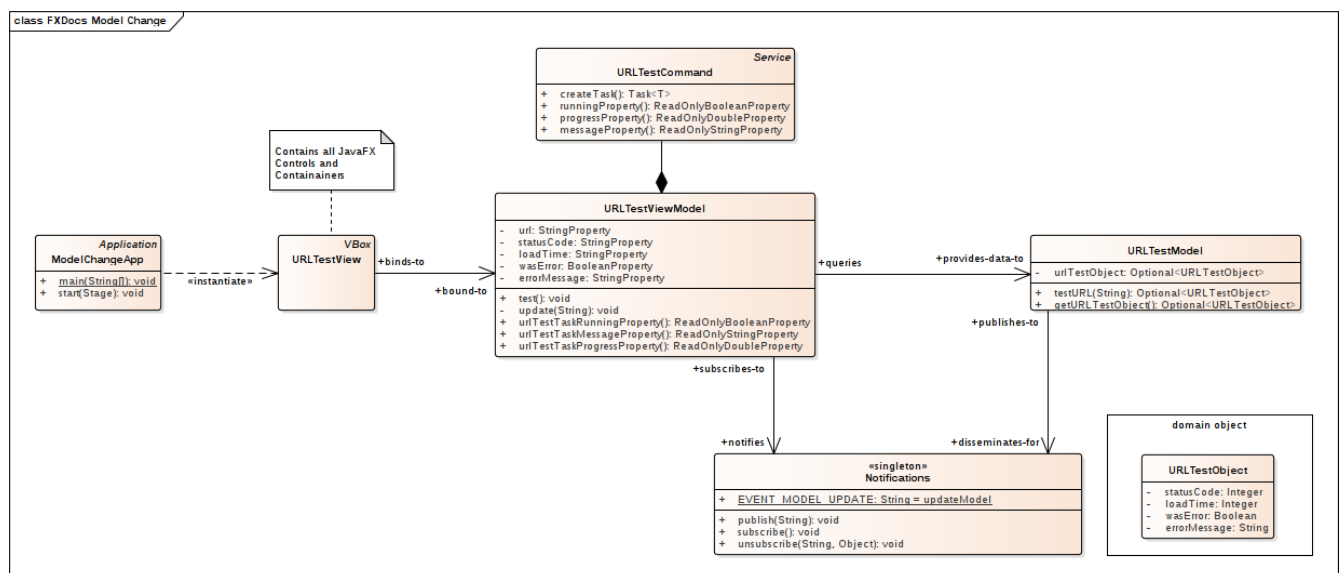 class FXDocs Model Change
Service
URLTestCommand
+ createTask(): Task<T>
+ runningProperty(): ReadOnlyBooleanProperty
+ progressProperty(): ReadOnlyDoubleProperty
+ messageProperty(): ReadOnlyStringProperty
Contains all JavaFX
Controls and
Containainers
Application
ModelChangeApp
+ main(String[]): void
+ start(Stage): void
«instantiate»
VBox
URLTestView
+binds-to
+bound-to
URLTestViewModel
- url: StringProperty
- statusCode: StringProperty
- loadTime: StringProperty
- wasError: BooleanProperty
- errorMessage: StringProperty
+ test(): void
- update(String): void
+ urlTestTaskRunningProperty(): ReadOnlyBooleanProperty
+ urlTestTaskMessageProperty(): ReadOnlyStringProperty
+ urlTestTaskProgressProperty(): ReadOnlyDoubleProperty
+queries
+provides-data-to
URLTestModel
- urlTestObject: Optional<URLTestObject>
+ testURL(String): Optional<URLTestObject>
+ getURLTestObject(): Optional<URLTestObject>
+publishes-to
+subscribes-to
+notifies
+disseminates-for
«singleton»
Notifications
+ EVENT_MODEL_UPDATE: String = updateModel
+ publish(String): void
+ subscribe(): void
+ unsubscribe(String, Object): void
domain object
URLTestObject
- statusCode: Integer
- loadTime: Integer
- wasError: Boolean
- errorMessage: String